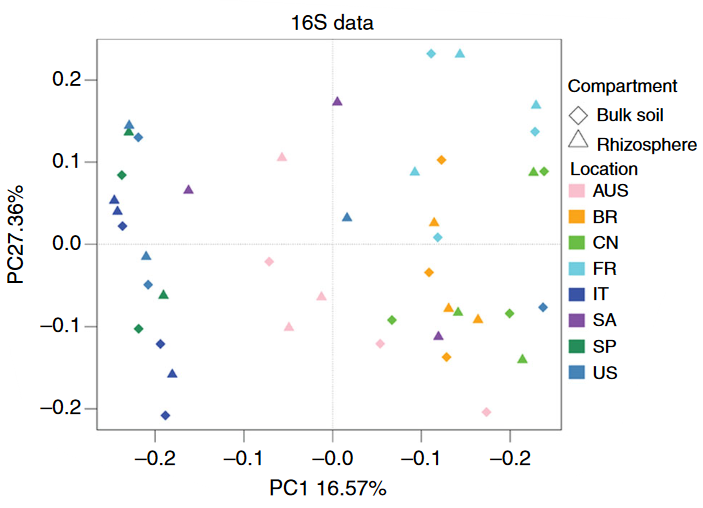 16S data
0.2
0.1
0.0
−0.1
−0.2
PC27.36%
−0.2
−0.1
−0.0
−0.1
−0.2
PC1 16.57%
Compartment
Bulk soil
Rhizosphere
Location
AUS
BR
CN
FR
IT
SA
SP
US